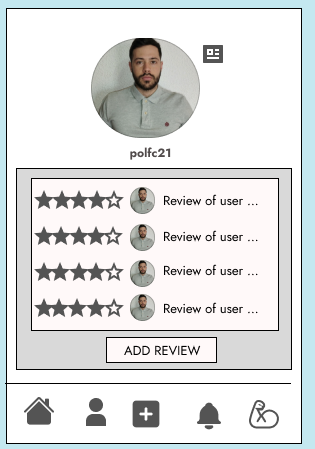 polfc21
Review of user ...
Review of user ...
Review of user ...
Review of user ...
ADD REVIEW